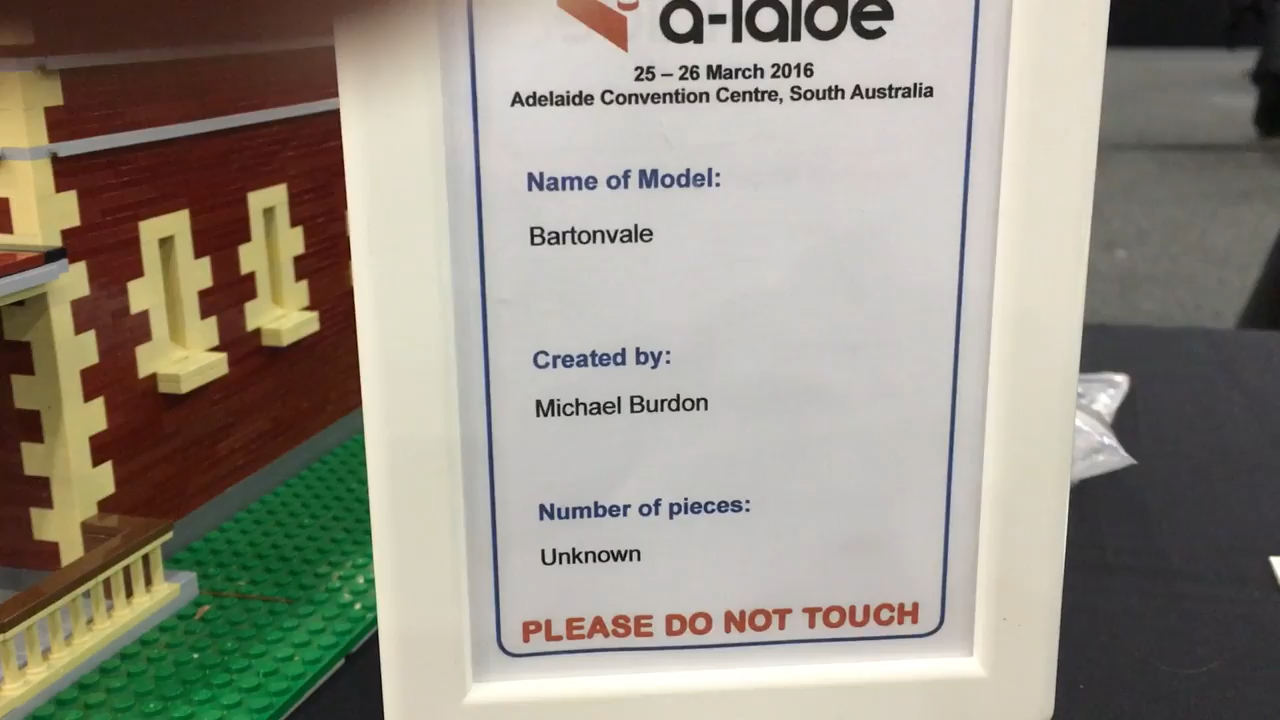 a-laide
25 – 26 March 2016
Adelaide Convention Centre, South Australia
Name of Model:
Bartonvale
Created by:
Michael Burdon
Number of pieces:
Unknown
PLEASE DO NOT TOUCH